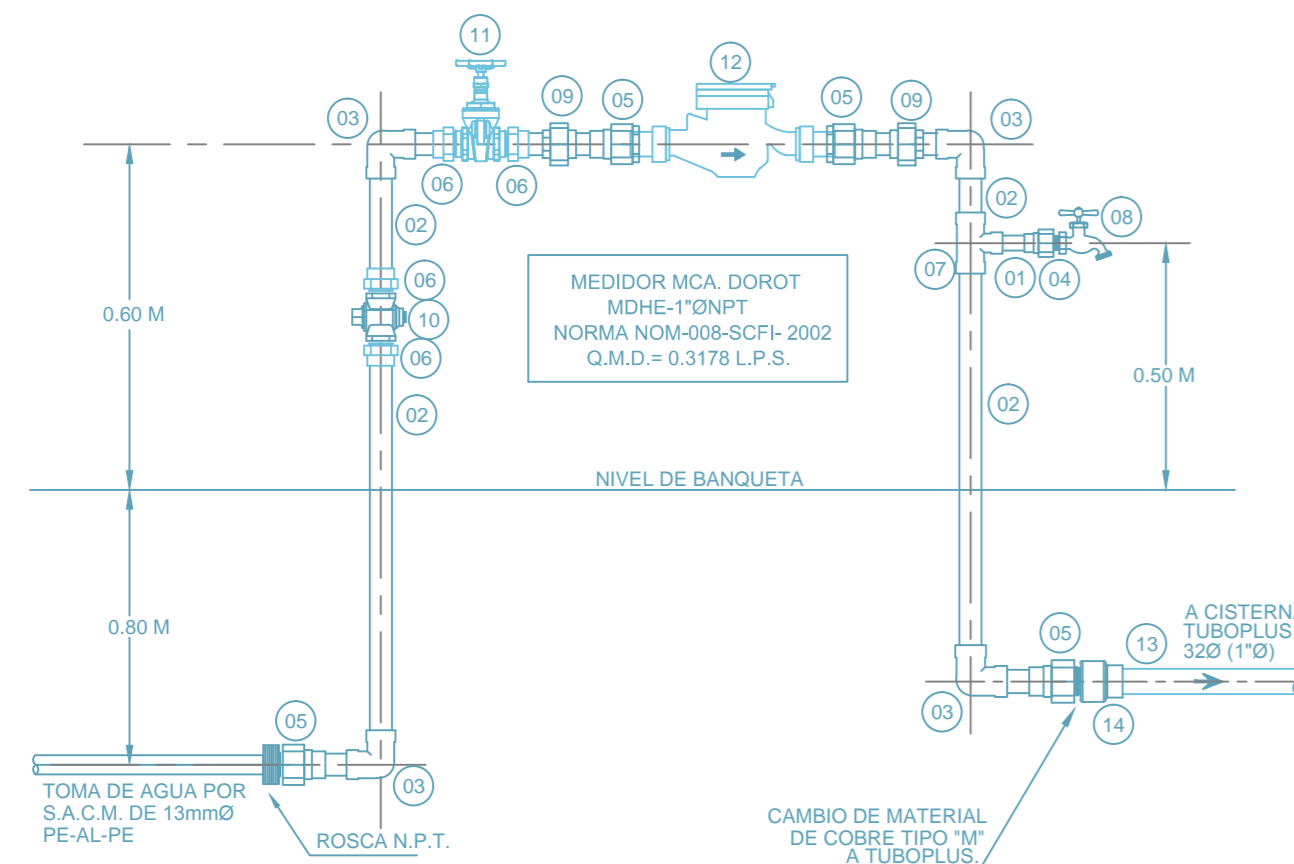 11
12
09
05
05
09
03
03
06
06
02
02
08
06
07
01
04
10
06
MEDIDOR MCA. DOROT
MDHE-1"ØNPT
NORMA NOM-008-SCFI- 2002
Q.M.D.= 0.3178 L.P.S.
0.60 M
0.50 M
02
02
NIVEL DE BANQUETA
0.80 M
05
13
A CISTERNA
TUBOPLUS
32Ø (1"Ø)
03
14
05
03
TOMA DE AGUA POR
S.A.C.M. DE 13mmØ
PE-AL-PE
ROSCA N.P.T.
CAMBIO DE MATERIAL
DE COBRE TIPO "M"
A TUBOPLUS.